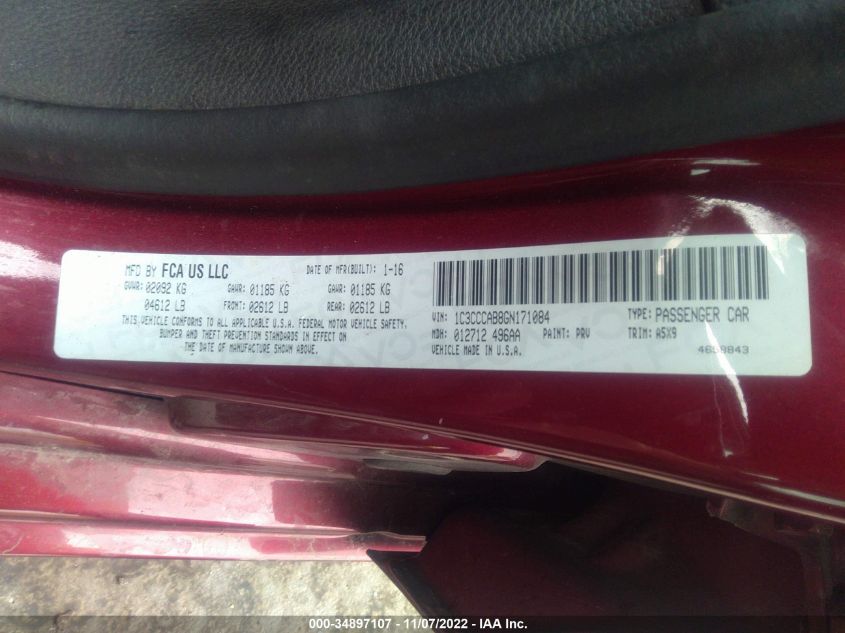 MFD BY FCA US LLC DATE OF MFR(BUILT): 1-16
GVWR: 02092 KG GAWR: 01185 KG GAWR: 01185 KG
04612 LB FRONT: 02612 LB REAR: 02612 LB
THIS VEHICLE CONFORMS TO ALL APPLICABLE U.S.A. FEDERAL MOTOR VEHICLE SAFETY,
BUMPER AND THEFT PREVENTION STANDARDS IN EFFECT ON
THE DATE OF MANUFACTURE SHOWN ABOVE.
VIN: 1C3CCCAB8GN171084 TYPE: PASSENGER CAR
MDH: 012712 496AA PAINT: PRV TRIM: A5X9
VEHICLE MADE IN U.S.A. 4658843
000-34897107 - 11/07/2022 - IAA Inc.